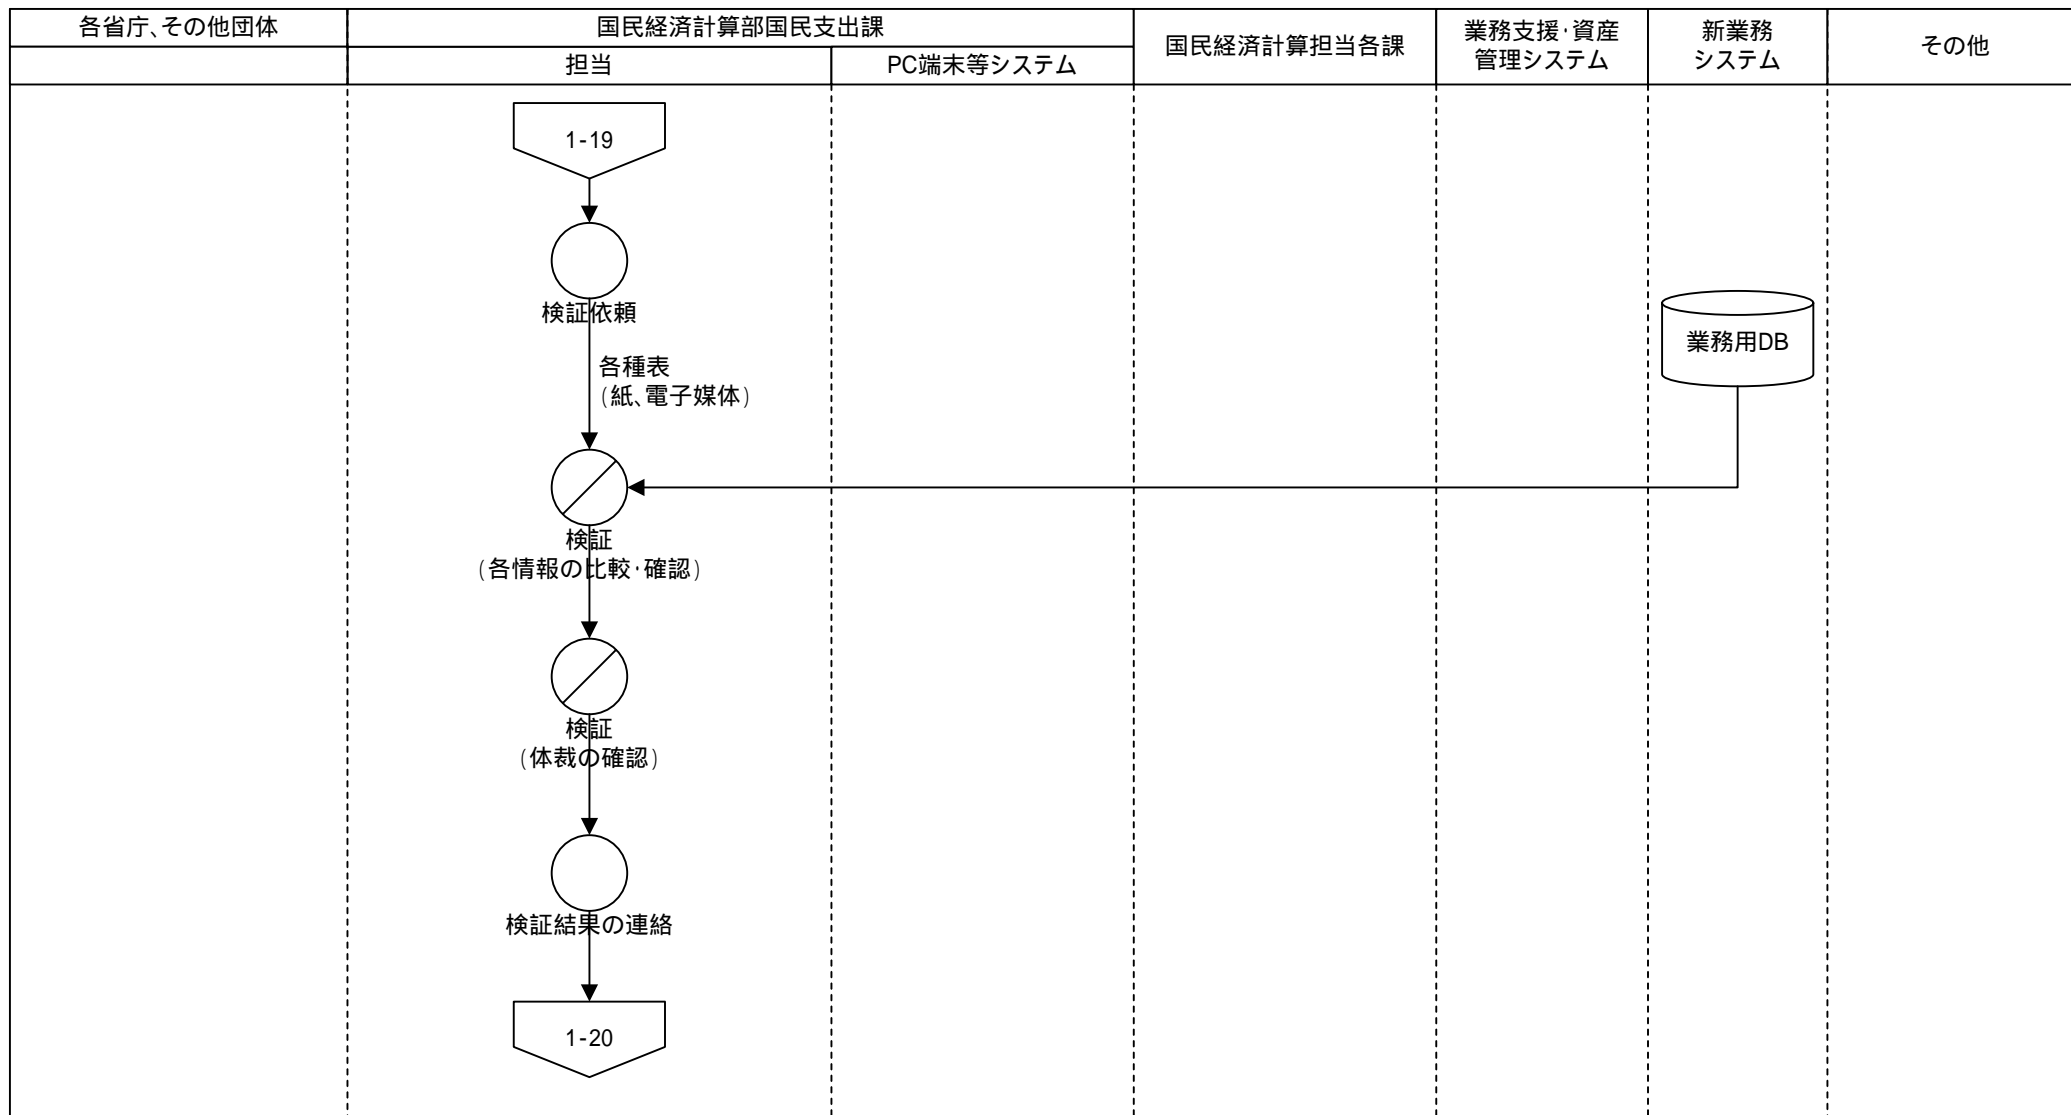 各省庁、その他団体
国民経済計算部国民支出課
担当
PC端末等システム
国民経済計算担当各課
業務支援・資産
管理システム
新業務
システム
その他
1-19
検証依頼
各種表
(紙、電子媒体)
業務用DB
検証
(各情報の比較・確認)
検証
(体裁の確認)
検証結果の連絡
1-20